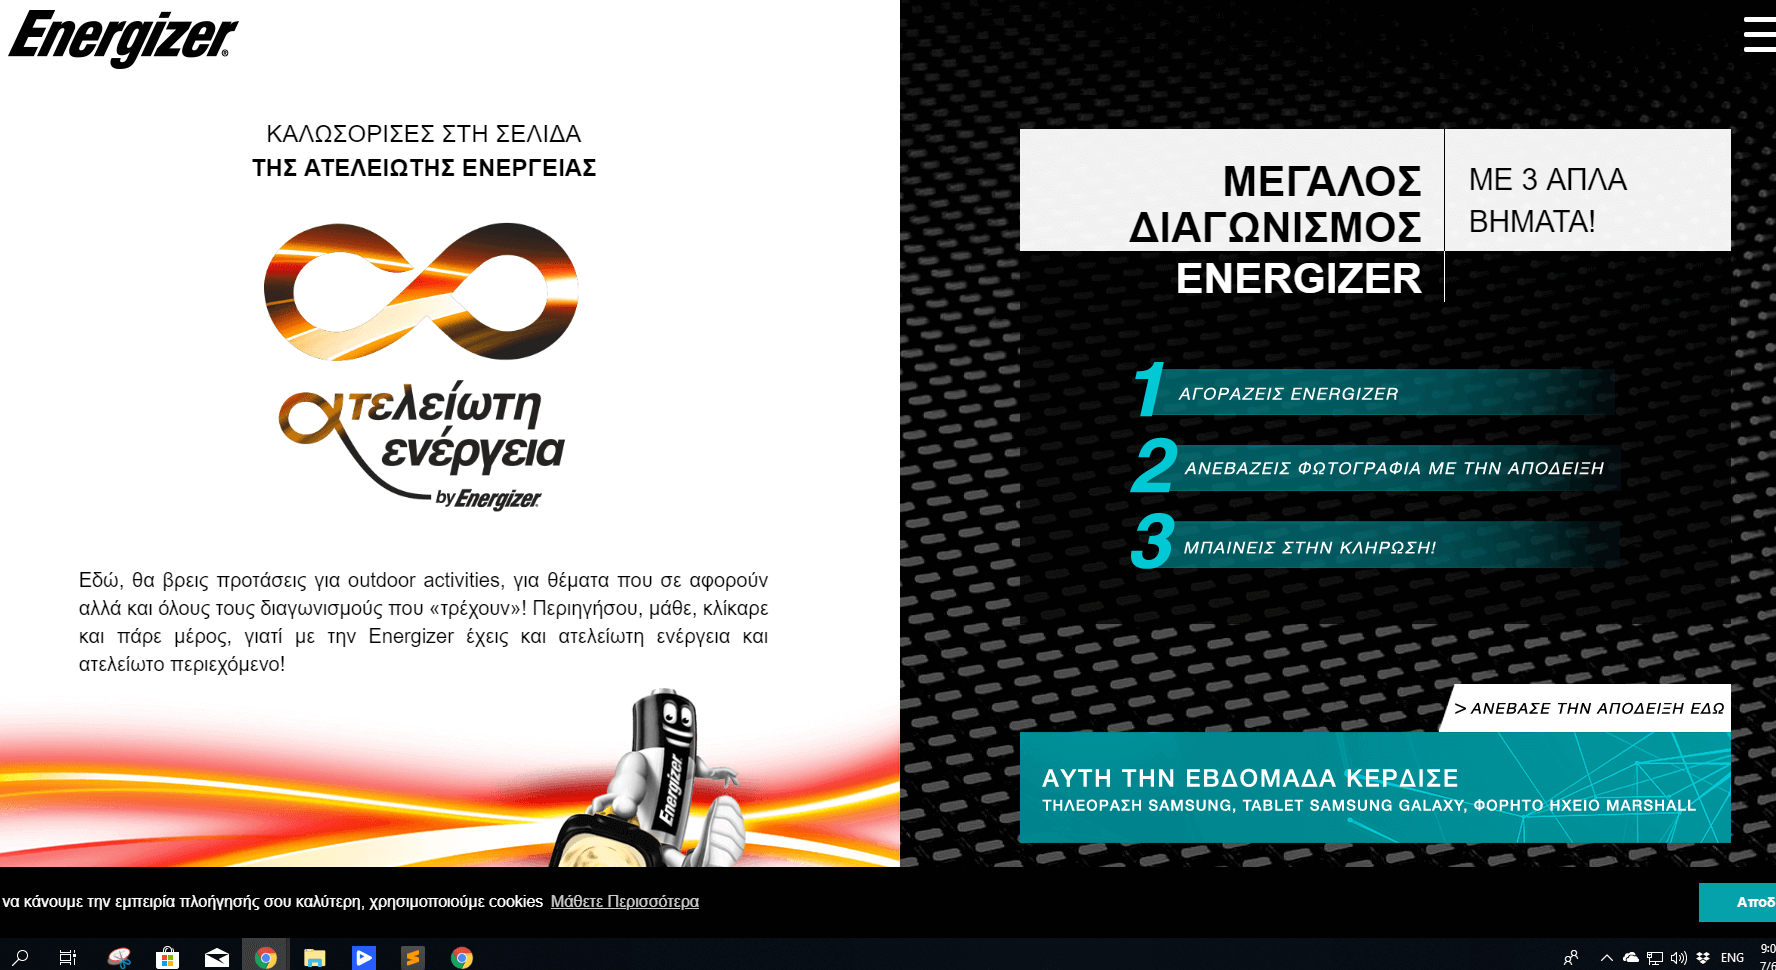 Energizer®
ΚΑΛΩΣΟΡΙΣΕΣ ΣΤΗ ΣΕΛΙΔΑ
ΤΗΣ ΑΤΕΛΕΙΩΤΗΣ ΕΝΕΡΓΕΙΑΣ
ατελείωτη
ενέργεια
by Energizer
Εδώ, θα βρεις προτάσεις για outdoor activities, για θέματα που σε αφορούν
αλλά και όλους τους διαγωνισμούς που «τρέχουν»! Περιηγήσου, μάθε, κλίκαρε
και πάρε μέρος, γιατί με την Energizer έχεις και ατελείωτη ενέργεια και
ατελείωτο περιεχόμενο!
Energizer
ΜΕΓΑΛΟΣ
ΔΙΑΓΩΝΙΣΜΟΣ
ENERGIZER
ΜΕ 3 ΑΠΛΑ
ΒΗΜΑΤΑ!
1 ΑΓΟΡΑΖΕΙΣ ENERGIZER
2 ΑΝΕΒΑΖΕΙΣ ΦΩΤΟΓΡΑΦΙΑ ΜΕ ΤΗΝ ΑΠΟΔΕΙΞΗ
3 ΜΠΑΙΝΕΙΣ ΣΤΗΝ ΚΛΗΡΩΣΗ!
> ΑΝΕΒΑΣΕ ΤΗΝ ΑΠΟΔΕΙΞΗ ΕΔΩ
ΑΥΤΗ ΤΗΝ ΕΒΔΟΜΑΔΑ ΚΕΡΔΙΣΕ
ΤΗΛΕΟΡΑΣΗ SAMSUNG, TABLET SAMSUNG GALAXY, ΦΟΡΗΤΟ ΗΧΕΙΟ MARSHALL
να κάνουμε την εμπειρία πλοήγησής σου καλύτερη, χρησιμοποιούμε cookies Μάθετε Περισσότερα
Αποδ
ENG
9:0
7/6